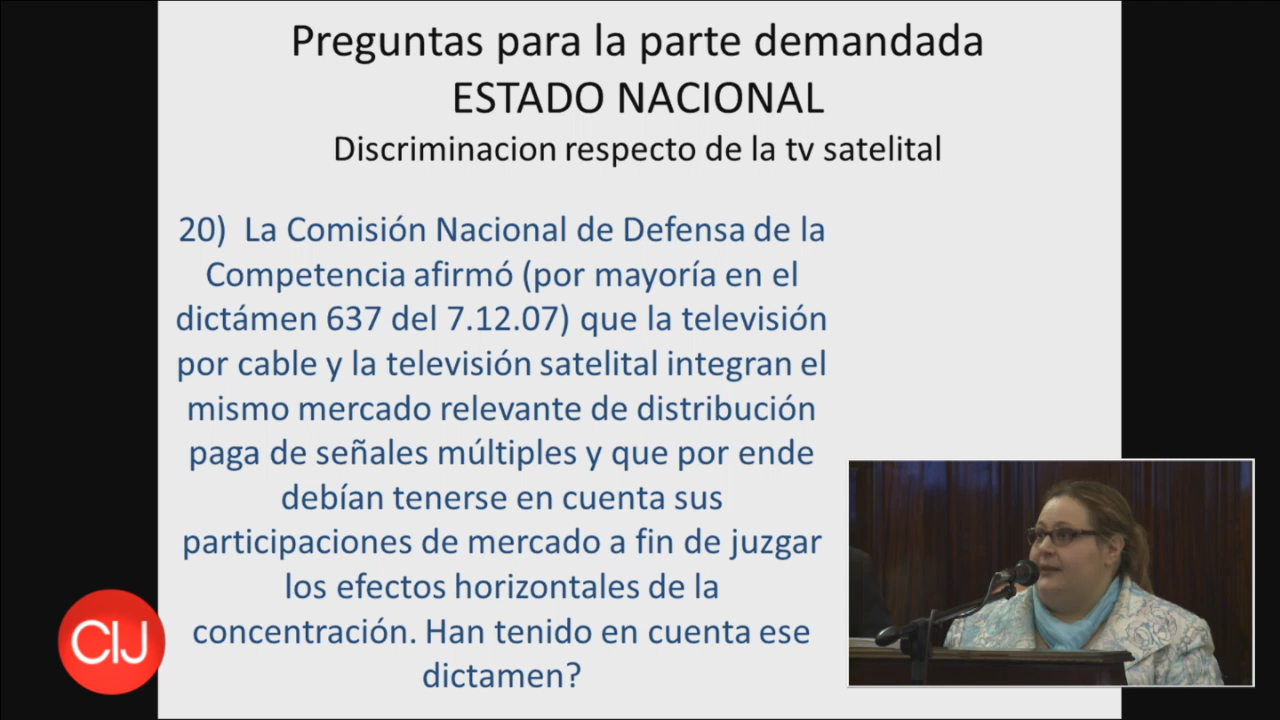 Preguntas para la parte demandada
ESTADO NACIONAL
Discriminacion respecto de la tv satelital
20) La Comisión Nacional de Defensa de la
Competencia afirmó (por mayoría en el
dictámen 637 del 7.12.07) que la televisión
por cable y la televisión satelital integran el
mismo mercado relevante de distribución
paga de señales múltiples y que por ende
debían tenerse en cuenta sus
participaciones de mercado a fin de juzgar
los efectos horizontales de la
concentración. Han tenido en cuenta ese
dictamen?
CIJ